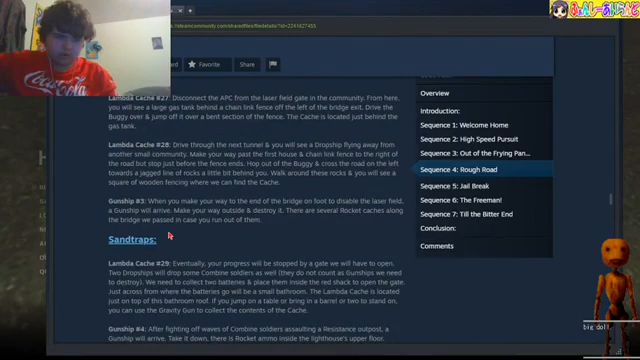 s://steamcommunity.com/sharedfiles/filedetails/?id=2241627455
Favorite
Share
Lambda Cache #27: Disconnect the APC from the laser field gate in the community. From here,
you will see a large gas tank behind a chain link fence off the left of the bridge exit. Drive the
Buggy over & jump off it over a bent section of the fence. The Cache is located just behind the
gas tank.
Lambda Cache #28: Drive through the next tunnel & you will see a Dropship flying away from
another small community. Make your way past the first house & chain link fence to the right of
the road but stop just before the fence ends. Hop out of the Buggy & cross the road on the left
towards a jagged line of rocks a little bit behind you. Walk around these rocks & you will see a
square of wooden fencing where we can find the Cache.
Gunship #3: When you make your way to the end of the bridge on foot to disable the laser field,
a Gunship will arrive. Make your way outside & destroy it. There are several Rocket caches along
the bridge we passed in case you run out of them.
Sandtraps:
Lambda Cache #29: Eventually, your progress will be stopped by a gate we will have to open.
Two Dropships will drop some Combine soldiers as well (they do not count as Gunships we need
to destroy). We need to collect two batteries & place them inside the red shack to open the gate.
Just across from where the batteries go will be a small bathroom. The Lambda Cache is located
just on top of this bathroom roof. If you jump on a table or bring in a barrel or two to stand on,
you can use the Gravity Gun to collect the contents of the Cache.
Gunship #4: After fighting off waves of Combine soldiers assaulting a Resistance outpost, a
Gunship will arrive. Take it down, there is Rocket ammo inside the lighthouse's upper floor.
Overview
Introduction:
Sequence 1: Welcome Home
Sequence 2: High Speed Pursuit
Sequence 3: Out of the Frying Pan...
Sequence 4: Rough Road
Sequence 5: Jail Break
Sequence 6: The Freeman!
Sequence 7: Till the Bitter End
Conclusion:
Comments
big doll.